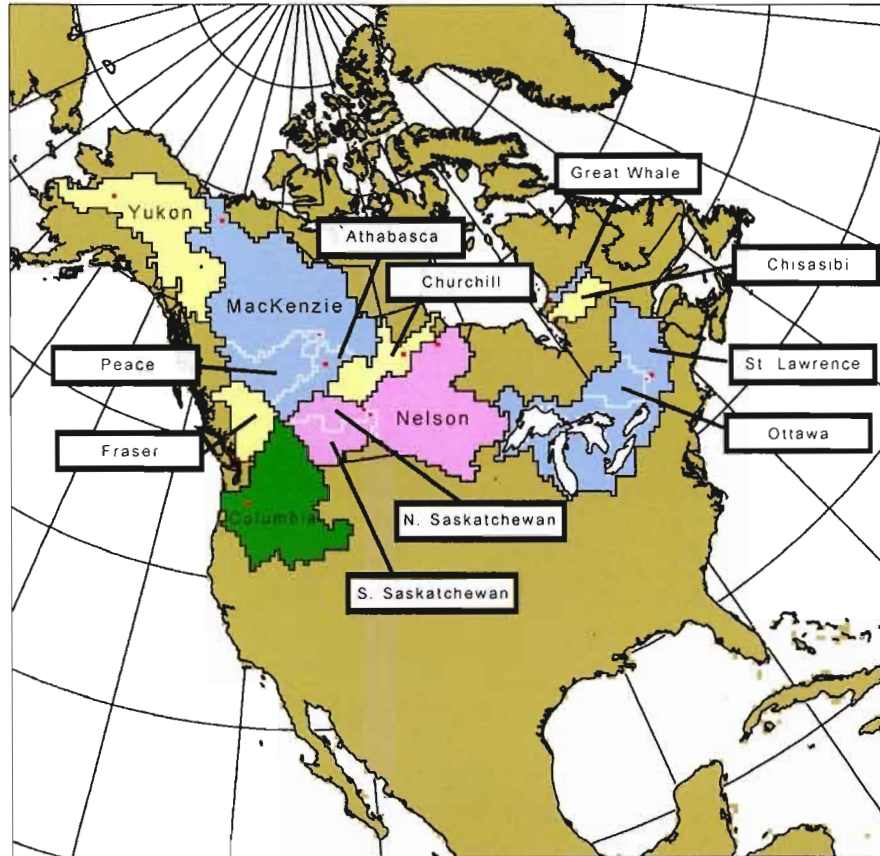 Great Whale
Yukon
'Athabasca
Chisasibi
Churchill
MacKenzie
Peace
St Lawrence
Nelson
Fraser
Ottawa
N. Saskatchewan
Columbia
S. Saskatchewan